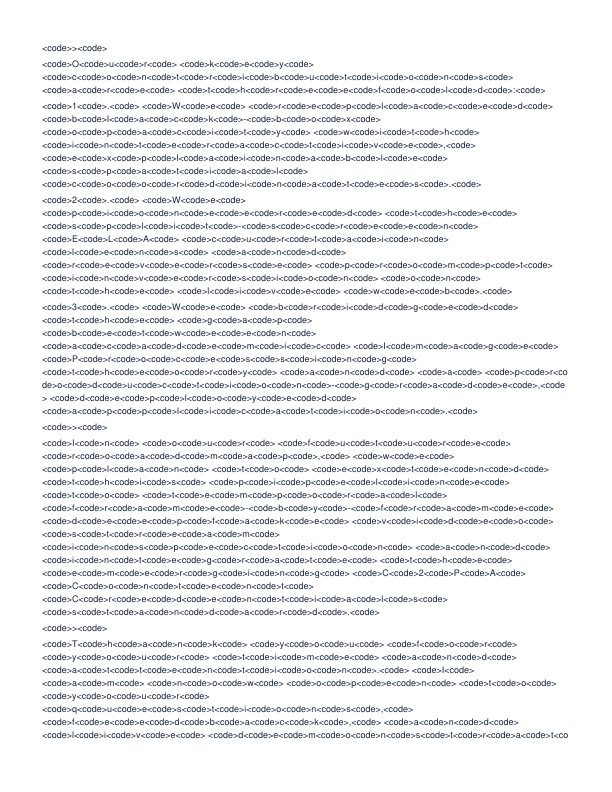 <code>><code>
<code>O<code>u<code>r<code> <code>k<code>e<code>y<code>
<code>c<code>o<code>n<code>t<code>r<code>i<code>b<code>u<code>t<code>i<code>o<code>n<code>s<code>
<code>a<code>r<code>e<code> <code>t<code>h<code>r<code>e<code>e<code>f<code>o<code>l<code>d<code>:<code>
<code>1<code>.<code> <code>W<code>e<code> <code>r<code>e<code>p<code>l<code>a<code>c<code>e<code>d<code>
<code>b<code>l<code>a<code>c<code>k<code>-<code>b<code>o<code>x<code>
<code>o<code>p<code>a<code>c<code>i<code>t<code>y<code> <code>w<code>i<code>t<code>h<code>
<code>i<code>n<code>t<code>e<code>r<code>a<code>c<code>t<code>i<code>v<code>e<code>,<code>
<code>e<code>x<code>p<code>l<code>a<code>i<code>n<code>a<code>b<code>l<code>e<code>
<code>s<code>p<code>a<code>t<code>i<code>a<code>l<code>
<code>c<code>o<code>o<code>r<code>d<code>i<code>n<code>a<code>t<code>e<code>s<code>.<code>
<code>2<code>.<code> <code>W<code>e<code>
<code>p<code>i<code>o<code>n<code>e<code>e<code>r<code>e<code>d<code> <code>t<code>h<code>e<code>
<code>s<code>p<code>l<code>i<code>t<code>-<code>s<code>c<code>r<code>e<code>e<code>n<code>
<code>E<code>L<code>A<code> <code>c<code>u<code>r<code>t<code>a<code>i<code>n<code>
<code>l<code>e<code>n<code>s<code> <code>a<code>n<code>d<code>
<code>r<code>e<code>v<code>e<code>r<code>s<code>e<code> <code>p<code>r<code>o<code>m<code>p<code>t<code>
<code>i<code>n<code>v<code>e<code>r<code>s<code>i<code>o<code>n<code> <code>o<code>n<code>
<code>t<code>h<code>e<code> <code>l<code>i<code>v<code>e<code> <code>w<code>e<code>b<code>.<code>
<code>3<code>.<code> <code>W<code>e<code> <code>b<code>r<code>i<code>d<code>g<code>e<code>d<code>
<code>t<code>h<code>e<code> <code>g<code>a<code>p<code>
<code>b<code>e<code>t<code>w<code>e<code>e<code>n<code>
<code>a<code>c<code>a<code>d<code>e<code>m<code>i<code>c<code> <code>I<code>m<code>a<code>g<code>e<code>
<code>P<code>r<code>o<code>c<code>e<code>s<code>s<code>i<code>n<code>g<code>
<code>t<code>h<code>e<code>o<code>r<code>y<code> <code>a<code>n<code>d<code> <code>a<code> <code>p<code>r<co
de>o<code>d<code>u<code>c<code>t<code>i<code>o<code>n<code>-<code>g<code>r<code>a<code>d<code>e<code>,<code
> <code>d<code>e<code>p<code>l<code>o<code>y<code>e<code>d<code>
<code>a<code>p<code>p<code>l<code>i<code>c<code>a<code>t<code>i<code>o<code>n<code>.<code>
<code>><code>
<code>I<code>n<code> <code>o<code>u<code>r<code> <code>f<code>u<code>t<code>u<code>r<code>e<code>
<code>r<code>o<code>a<code>d<code>m<code>a<code>p<code>,<code> <code>w<code>e<code>
<code>p<code>l<code>a<code>n<code> <code>t<code>o<code> <code>e<code>x<code>t<code>e<code>n<code>d<code>
<code>t<code>h<code>i<code>s<code> <code>p<code>i<code>p<code>e<code>l<code>i<code>n<code>e<code>
<code>t<code>o<code> <code>t<code>e<code>m<code>p<code>o<code>r<code>a<code>l<code>
<code>f<code>r<code>a<code>m<code>e<code>-<code>b<code>y<code>-<code>f<code>r<code>a<code>m<code>e<code>
<code>d<code>e<code>e<code>p<code>f<code>a<code>k<code>e<code> <code>v<code>i<code>d<code>e<code>o<code>
<code>s<code>t<code>r<code>e<code>a<code>m<code>
<code>i<code>n<code>s<code>p<code>e<code>c<code>t<code>i<code>o<code>n<code> <code>a<code>n<code>d<code>
<code>i<code>n<code>t<code>e<code>g<code>r<code>a<code>t<code>e<code> <code>t<code>h<code>e<code>
<code>e<code>m<code>e<code>r<code>g<code>i<code>n<code>g<code> <code>C<code>2<code>P<code>A<code>
<code>C<code>o<code>n<code>t<code>e<code>n<code>t<code>
<code>C<code>r<code>e<code>d<code>e<code>n<code>t<code>i<code>a<code>l<code>s<code>
<code>s<code>t<code>a<code>n<code>d<code>a<code>r<code>d<code>.<code>
<code>><code>
<code>T<code>h<code>a<code>n<code>k<code> <code>y<code>o<code>u<code> <code>f<code>o<code>r<code>
<code>y<code>o<code>u<code>r<code> <code>t<code>i<code>m<code>e<code> <code>a<code>n<code>d<code>
<code>a<code>t<code>t<code>e<code>n<code>t<code>i<code>o<code>n<code>.<code> <code>I<code>
<code>a<code>m<code> <code>n<code>o<code>w<code> <code>o<code>p<code>e<code>n<code> <code>t<code>o<code>
<code>y<code>o<code>u<code>r<code>
<code>q<code>u<code>e<code>s<code>t<code>i<code>o<code>n<code>s<code>,<code>
<code>f<code>e<code>e<code>d<code>b<code>a<code>c<code>k<code>,<code> <code>a<code>n<code>d<code>
<code>l<code>i<code>v<code>e<code> <code>d<code>e<code>m<code>o<code>n<code>s<code>t<code>r<code>a<code>t<co